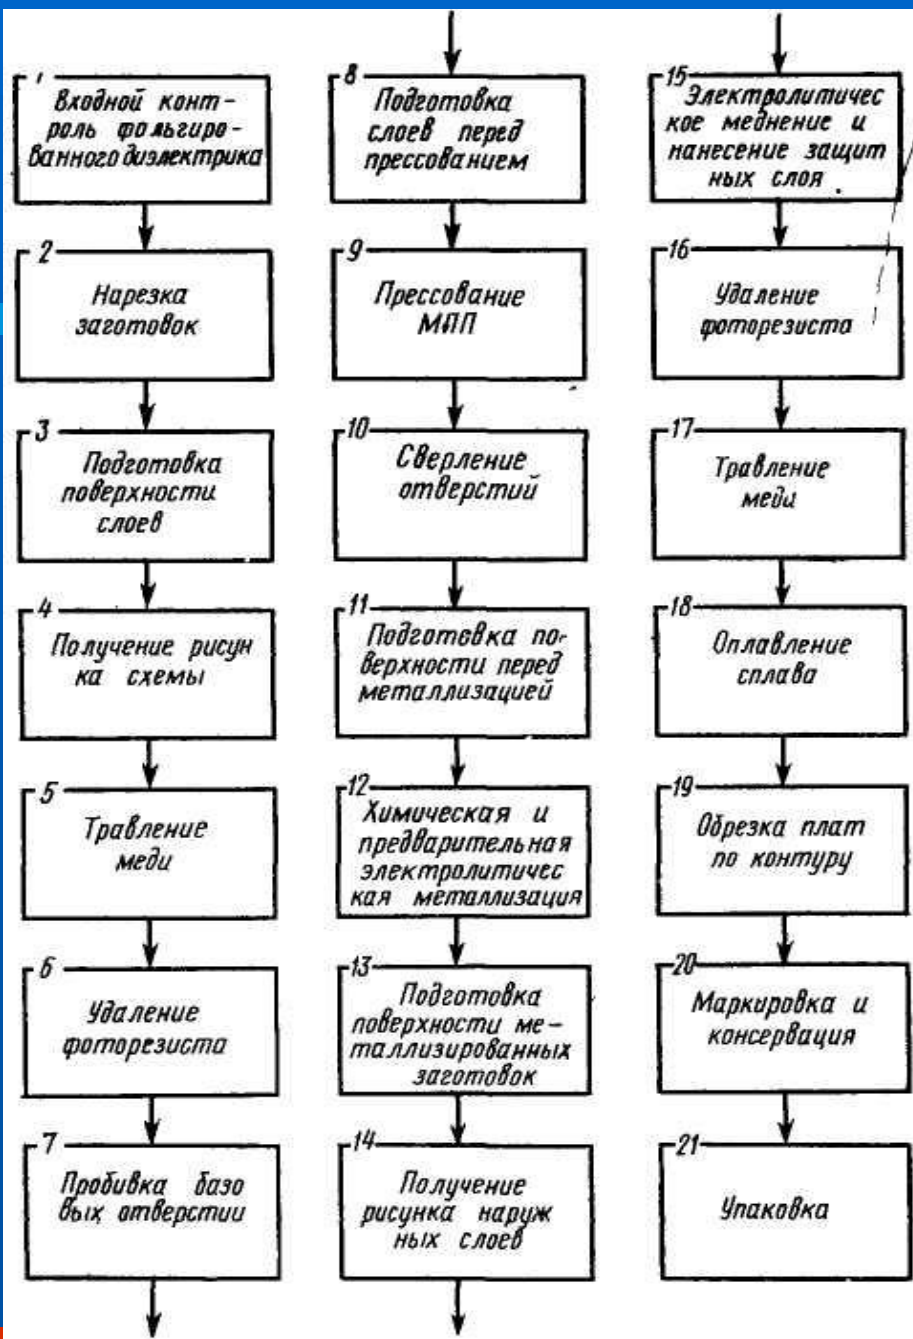 1
Входной конт-
роль фольгиро-
ванного диэлектрика
2
Нарезка
заготовок
3
Подготовка
поверхности
слоев
4
Получение рисун
ка схемы
5
Травление
меди
6
Удаление
фоторезиста
7
Пробивка базо
вых отверстии
8
Подготовка
слоев перед
прессованием
9
Прессование
МПП
10
Сверление
отверстий
11
Подготовка по-
верхности перед
металлизацией
12
Химическая и
предварительная
электролитичес
кая металлизация
13
Подготовка
поверхности ме-
таллизированных
заготовок
14
Получение
рисунка наруж
ных слоев
15
Электролитичес
кое меднение и
нанесение защит
ных слоя
16
Удаление
фоторезиста
17
Травление
меди
18
Оплавление
сплава
19
Обрезка плат
по контуру
20
Маркировка и
консервация
21
Упаковка